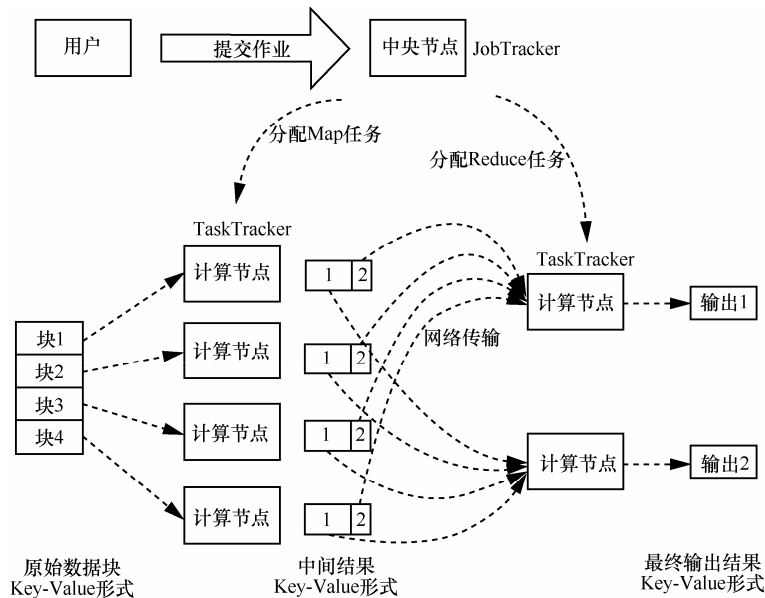 用户
提交作业
中央节点
JobTracker
分配Map任务
分配Reduce任务
TaskTracker
TaskTracker
计算节点
1
2
计算节点
输出1
块1
块2
块3
块4
计算节点
1
2
网络传输
计算节点
1
2
计算节点
输出2
计算节点
1
2
原始数据块
Key-Value形式
中间结果
Key-Value形式
最终输出结果
Key-Value形式